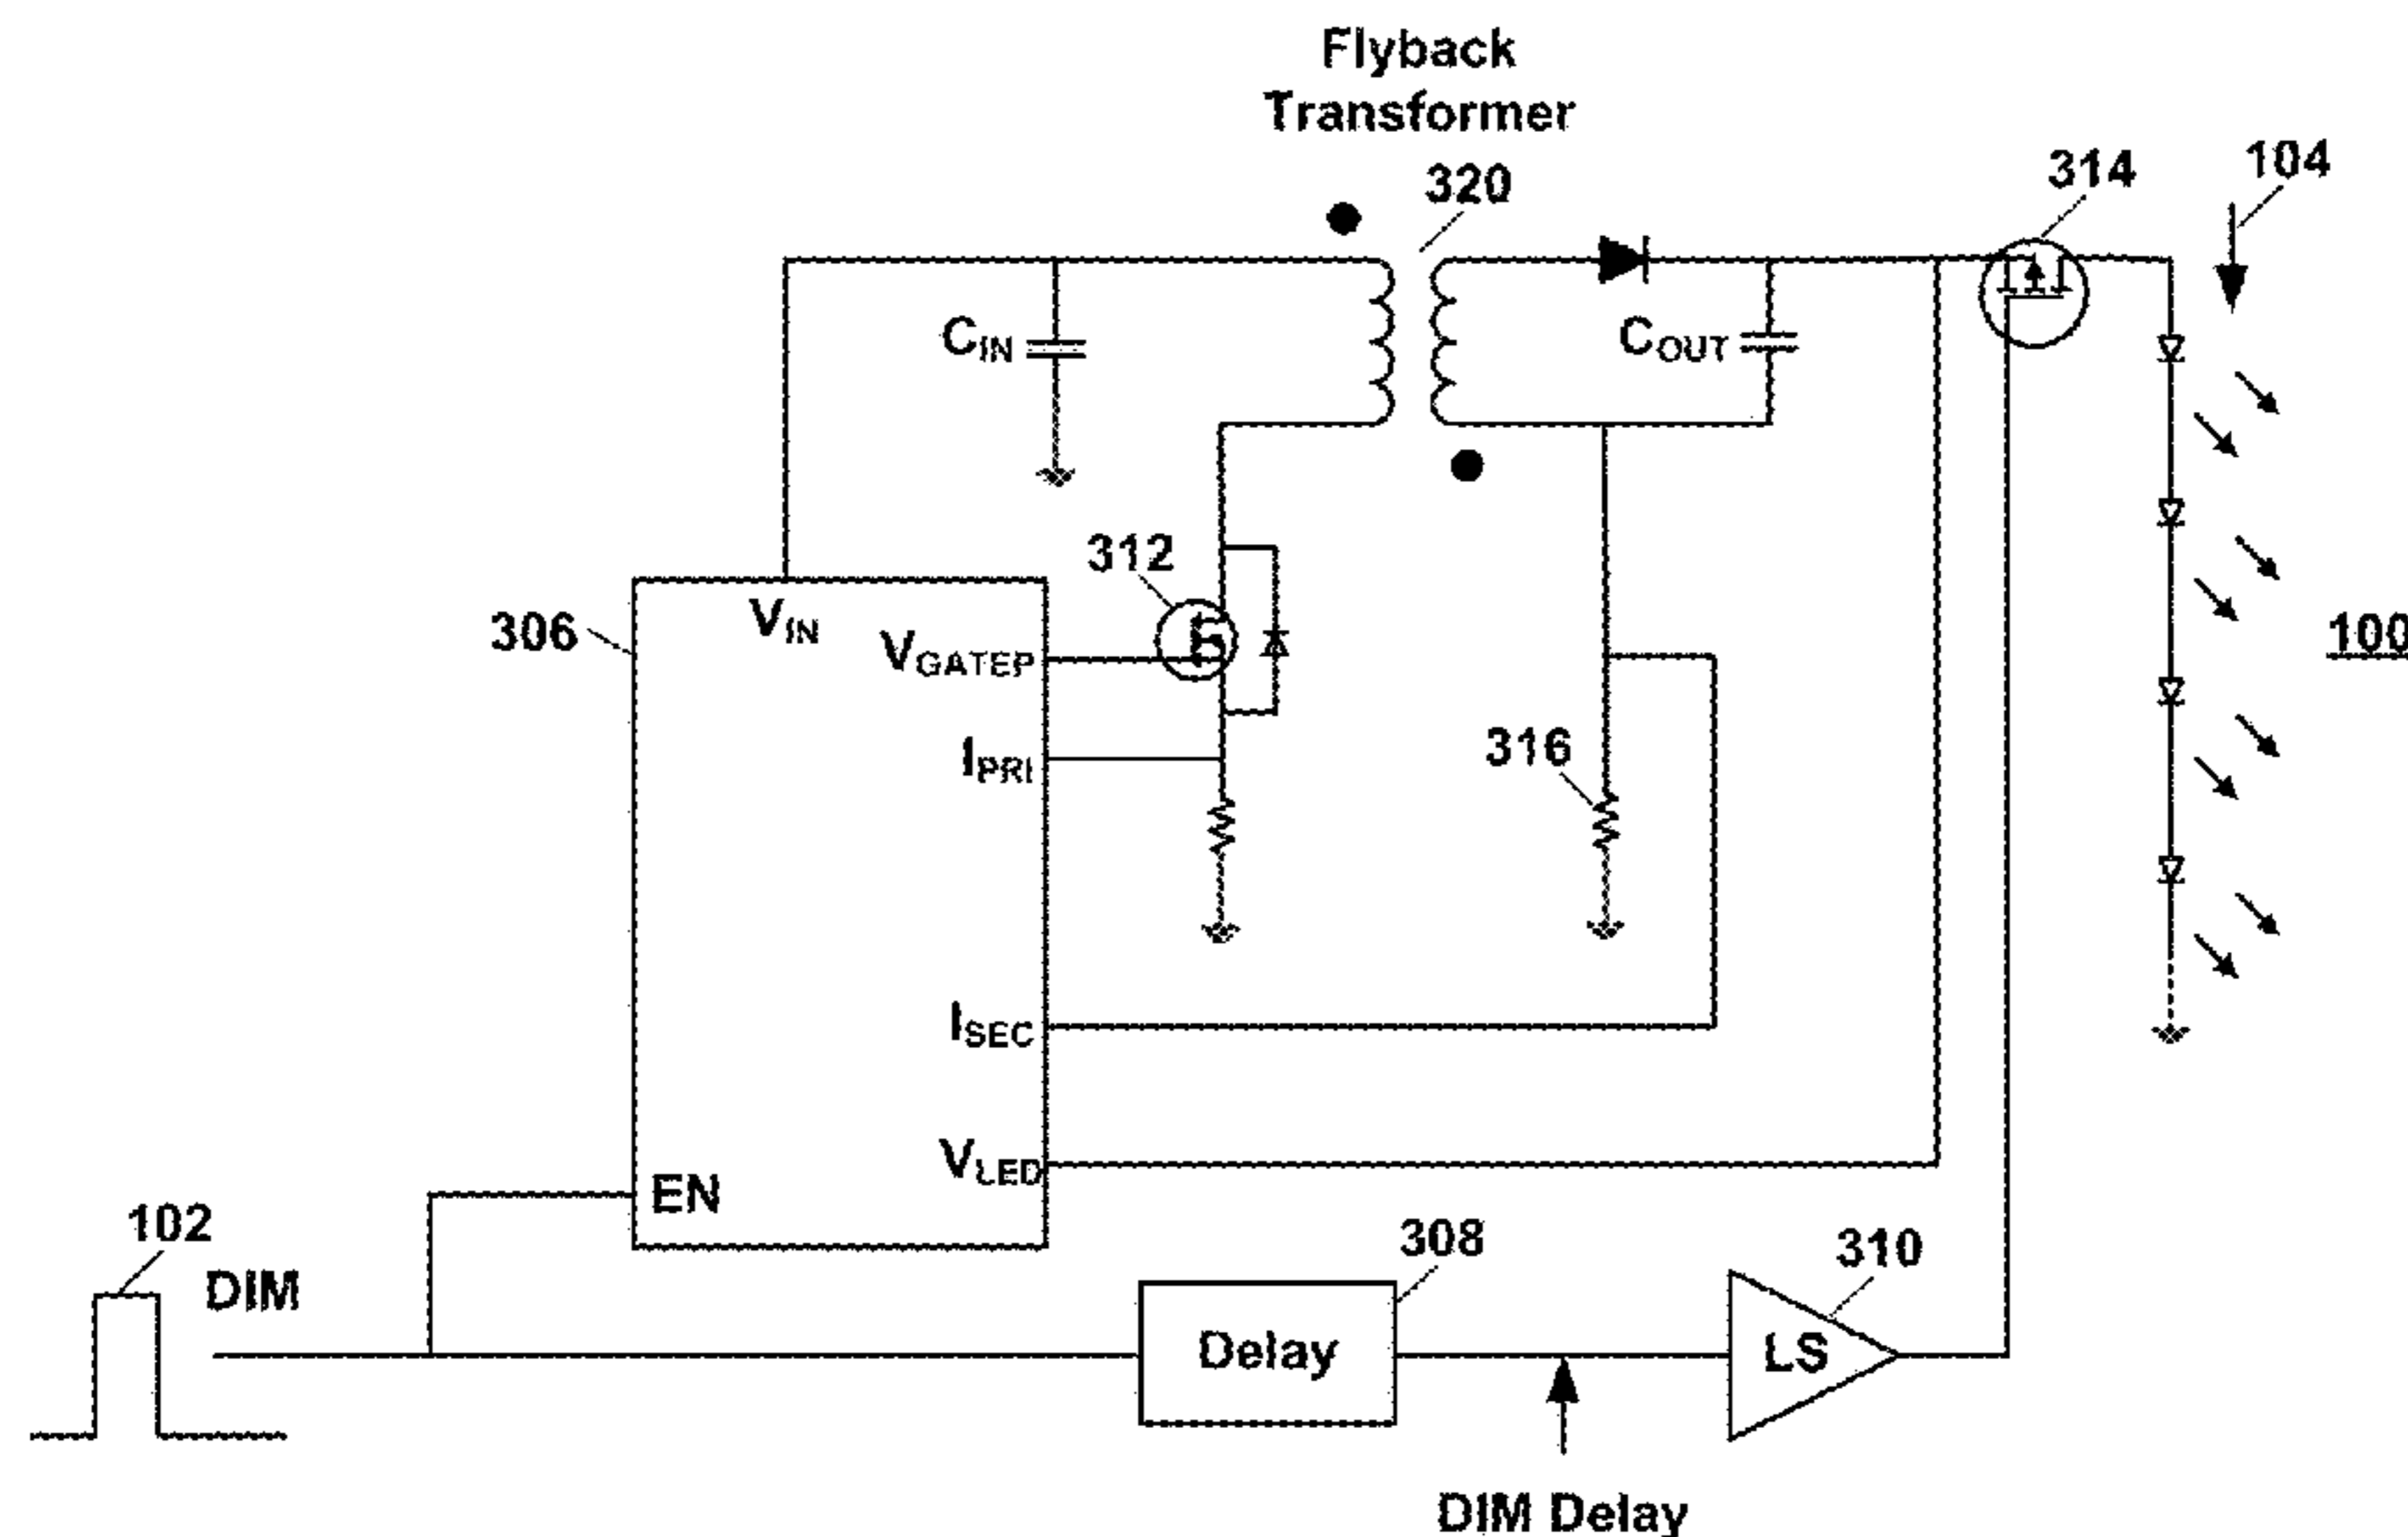 Flyback
Transformer
320
314
104
CIN
COUT
312
306
VIN
VGATEP
100
IPRI
316
ISEC
VLED
EN
102
DIM
308
310
Delay
LS
DIM Delay